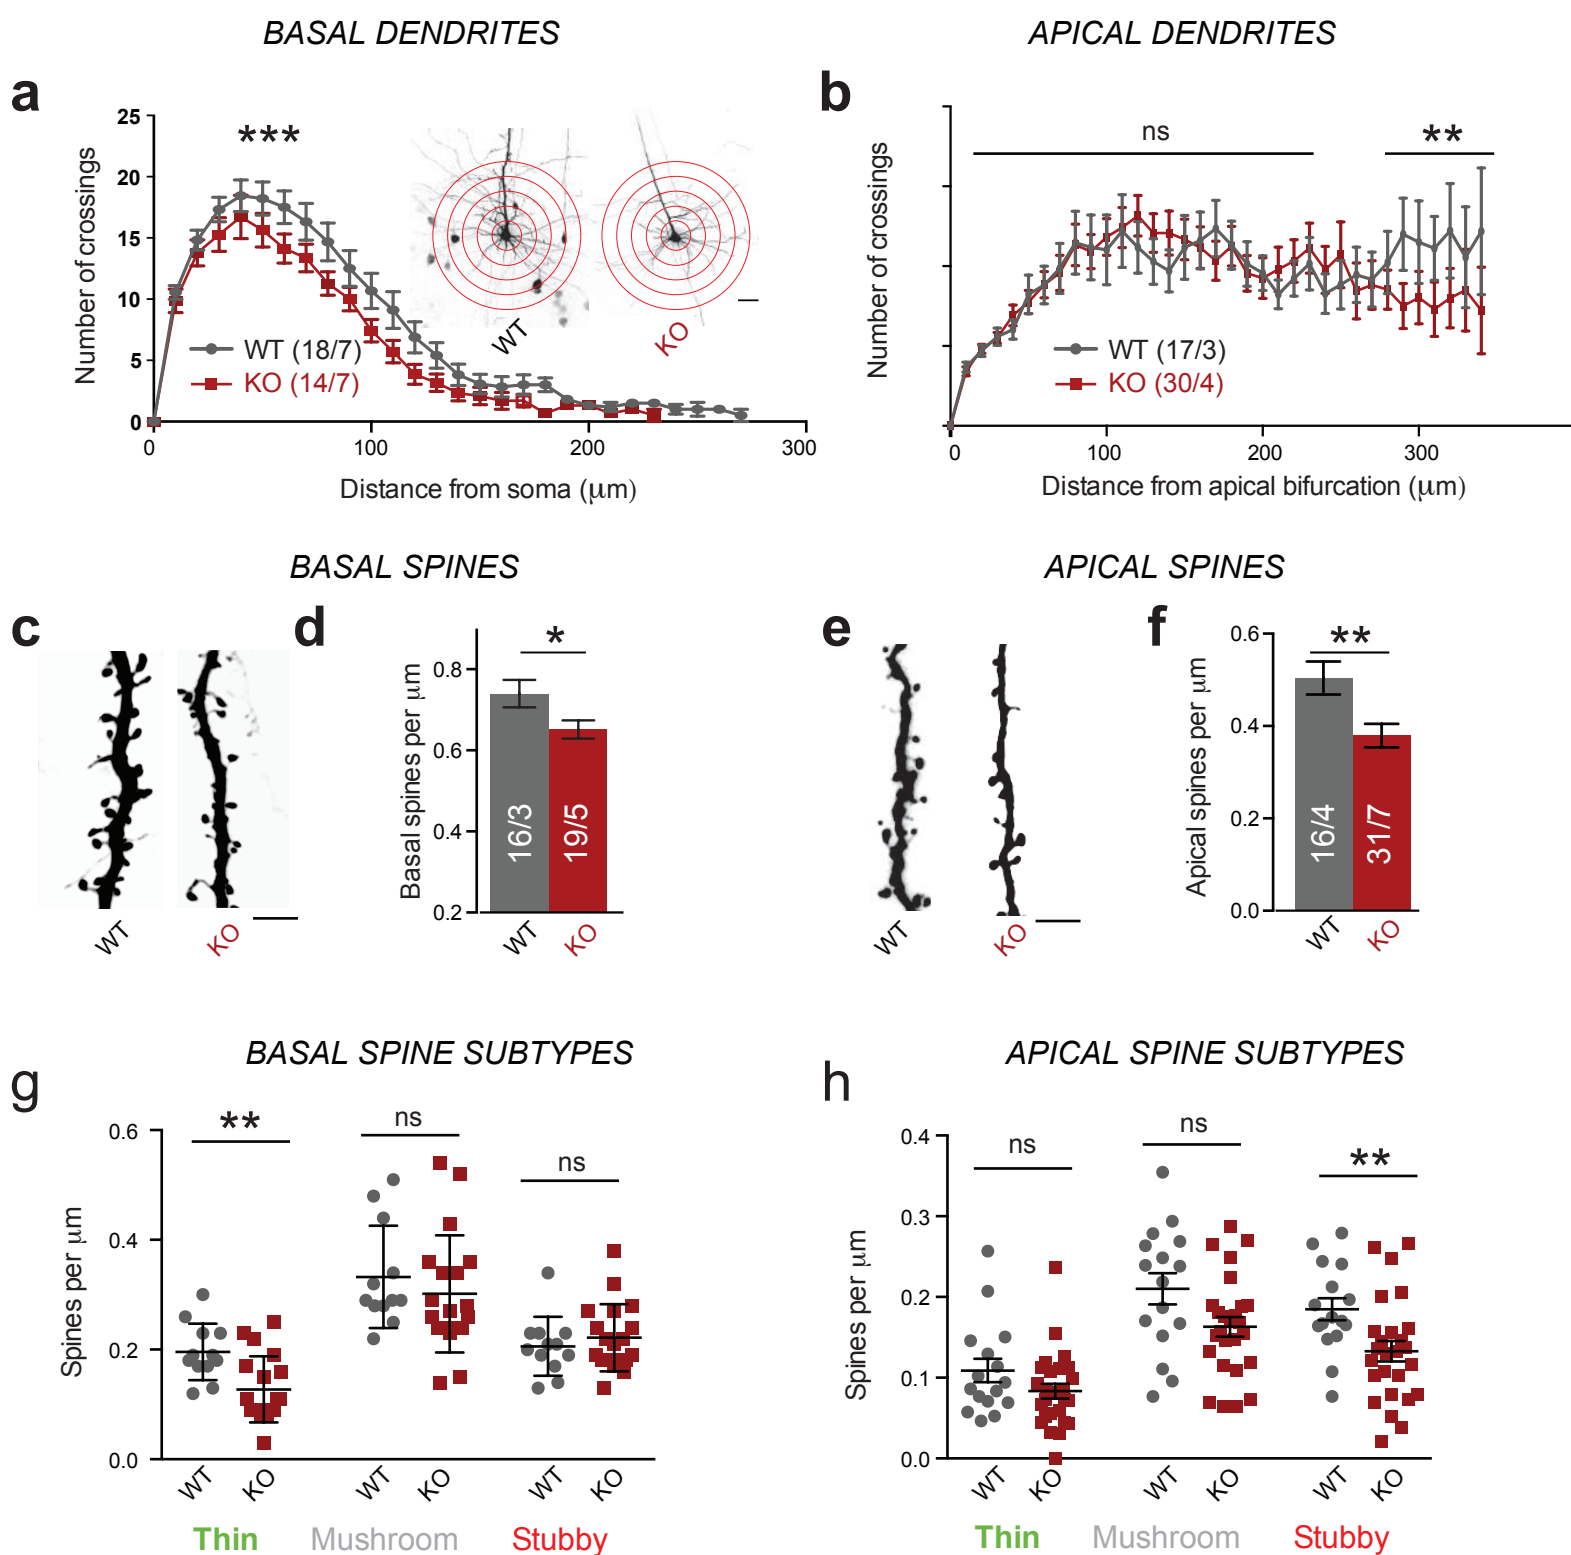 BASAL DENDRITES
APICAL DENDRITES
a
25
20
15
10
5
0
Number of crossings
***
WT (18/7)
KO (14/7)
WT
KO
0
100
200
300
Distance from soma (μm)
b
Number of crossings
ns
**
WT (17/3)
KO (30/4)
0
100
200
300
Distance from apical bifurcation (μm)
BASAL SPINES
APICAL SPINES
c
WT
KO
d
Basal spines per μm
0.8
0.6
0.4
0.2
*
16/3
19/5
WT
KO
e
WT
KO
f
Apical spines per μm
0.6
0.4
0.2
0.0
**
16/4
31/7
WT
KO
BASAL SPINE SUBTYPES
APICAL SPINE SUBTYPES
g
Spines per μm
0.6
0.4
0.2
0.0
**
ns
ns
WT
KO
WT
KO
WT
KO
Thin
Mushroom
Stubby
h
Spines per μm
0.4
0.3
0.2
0.1
0.0
ns
ns
**
WT
KO
WT
KO
WT
KO
Thin
Mushroom
Stubby